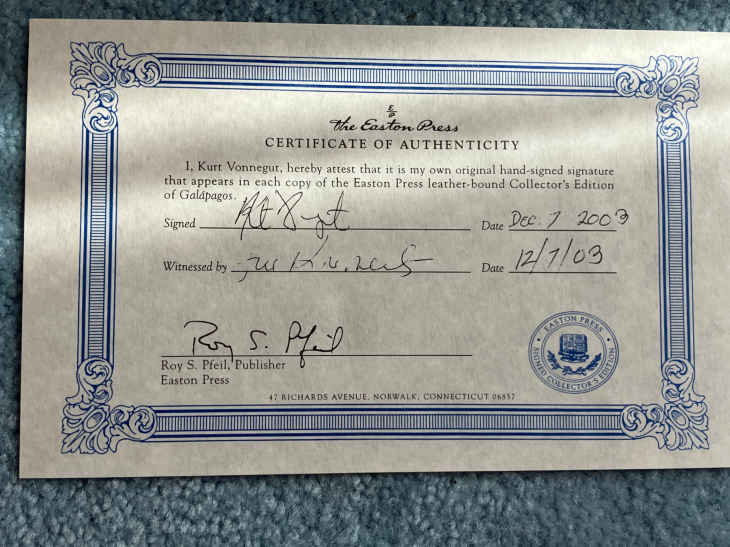 E
P
The Easton Press
CERTIFICATE OF AUTHENTICITY
I, Kurt Vonnegut, hereby attest that it is my own original hand-signed signature
that appears in each copy of the Easton Press leather-bound Collector's Edition
of Galápagos.
Signed
Date DEC. 7 2003
Witnessed by
Date 12/7/03
Roy S. Pfeil
Roy S. Pfeil, Publisher
Easton Press
EASTON PRESS
SIGNED COLLECTOR'S EDITION
47 RICHARDS AVENUE, NORWALK, CONNECTICUT 06857